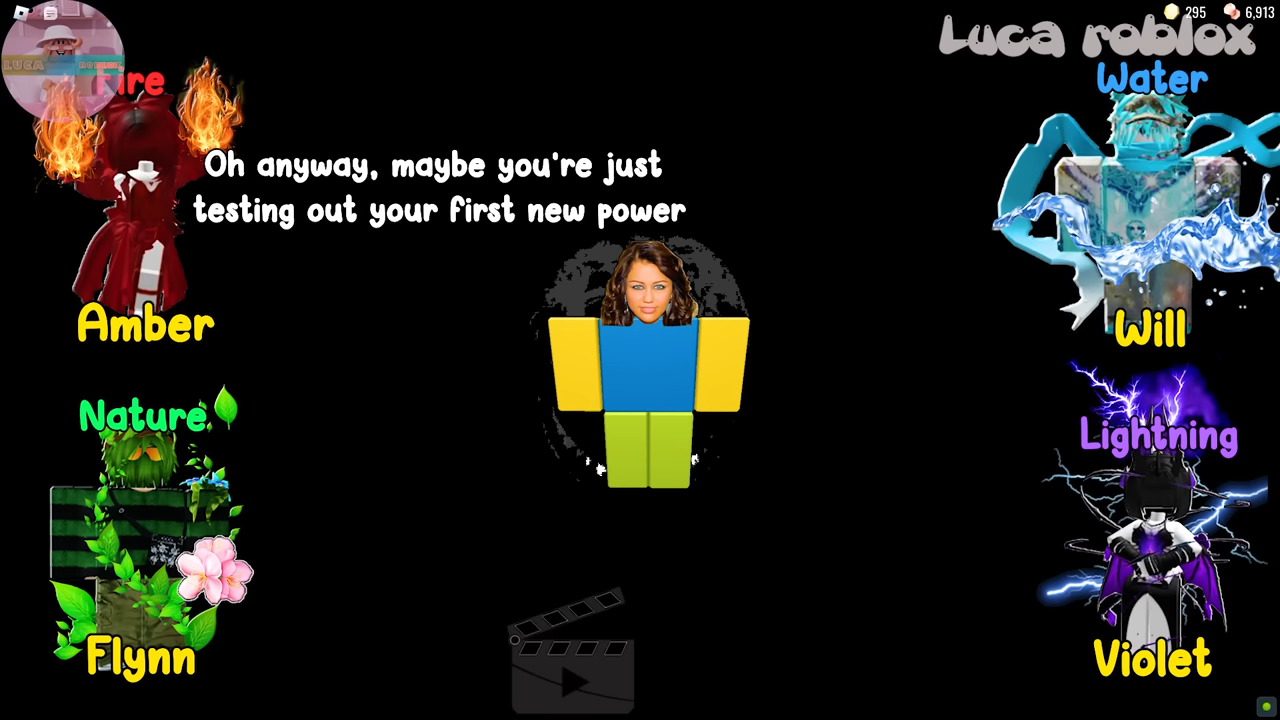 295
6,913
Luca roblox
LUCA
Fire
Water
Oh anyway, maybe you're just
testing out your first new power
Amber
Will
Nature
Lightning
Flynn
Violet